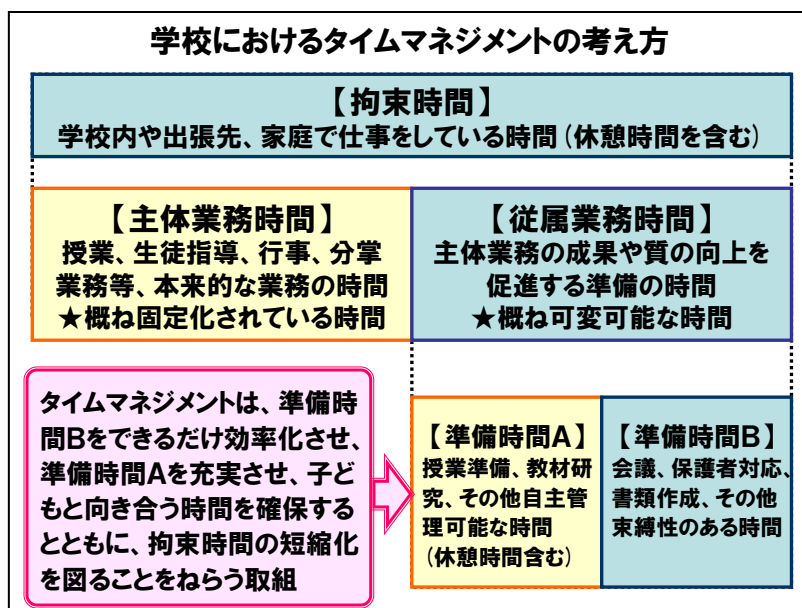 学校におけるタイムマネジメントの考え方
【拘束時間】
学校内や出張先、家庭で仕事をしている時間（休憩時間を含む）
【主体業務時間】
授業、生徒指導、行事、分掌
業務等、本来的な業務の時間
★概ね固定化されている時間
【従属業務時間】
主体業務の成果や質の向上を
促進する準備の時間
★概ね可変可能な時間
タイムマネジメントは、準備時
間Bをできるだけ効率化させ、
準備時間Aを充実させ、子ど
もと向き合う時間を確保する
とともに、拘束時間の短縮化
を図ることをねらう取組
【準備時間A】
授業準備、教材研
究、その他自主管
理可能な時間
（休憩時間含む）
【準備時間B】
会議、保護者対応、
書類作成、その他
束縛性のある時間